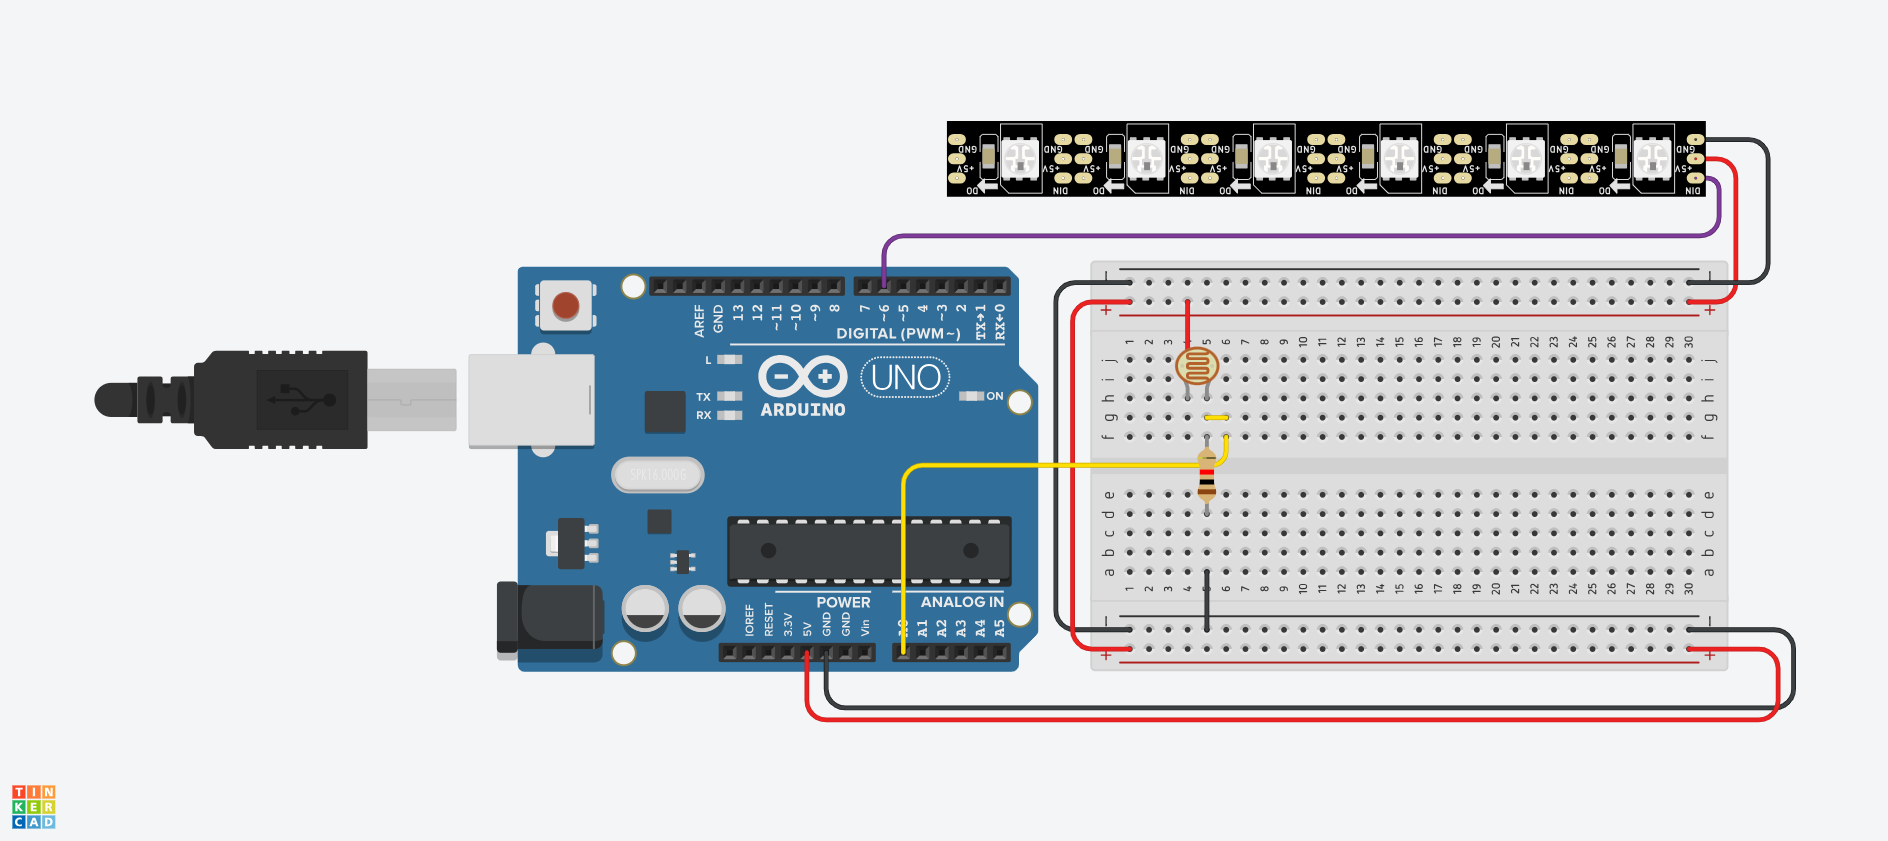 GND GND GND GND GND GND GND GND GND GND GND GND
+5V +5V +5V +5V +5V +5V
DO DIN DO DIN DO DIN DO DIN DO DIN DO DIN
AREF GND 13 12 ~11 ~10 ~9 8 7 ~6 ~5 4 ~3 2 TX→1 RX←0
DIGITAL (PWM~)
L
TX
RX
UNO
ON
ARDUINO
SPK16.000G
POWER
ANALOG IN
IOREF RESET 3.3V 5V GND GND Vin A0 A1 A2 A3 A4 A5
- -
+ +
1 2 3 4 5 6 7 8 9 10 11 12 13 14 15 16 17 18 19 20 21 22 23 24 25 26 27 28 29 30
j j
i i
h h
g g
f f
e e
d d
c c
b b
a a
1 2 3 4 5 6 7 8 9 10 11 12 13 14 15 16 17 18 19 20 21 22 23 24 25 26 27 28 29 30
- -
+ +
TIN
KER
CAD